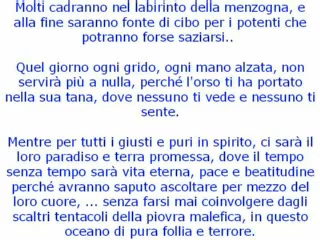 Molti cadranno nel labirinto della menzogna, e
alla fine saranno fonte di cibo per i potenti che
potranno forse saziarsi..
Quel giorno ogni grido, ogni mano alzata, non
servirà più a nulla, perché l'orso ti ha portato
nella sua tana, dove nessuno ti vede e nessuno ti
sente.
Mentre per tutti i giusti e puri in spirito, ci sarà il
loro paradiso e terra promessa, dove il tempo
senza tempo sarà vita eterna, pace e beatitudine
perché avranno saputo ascoltare per mezzo del
loro cuore, ... senza farsi mai coinvolgere dagli
scaltri tentacoli della piovra malefica, in questo
oceano di pura follia e terrore.